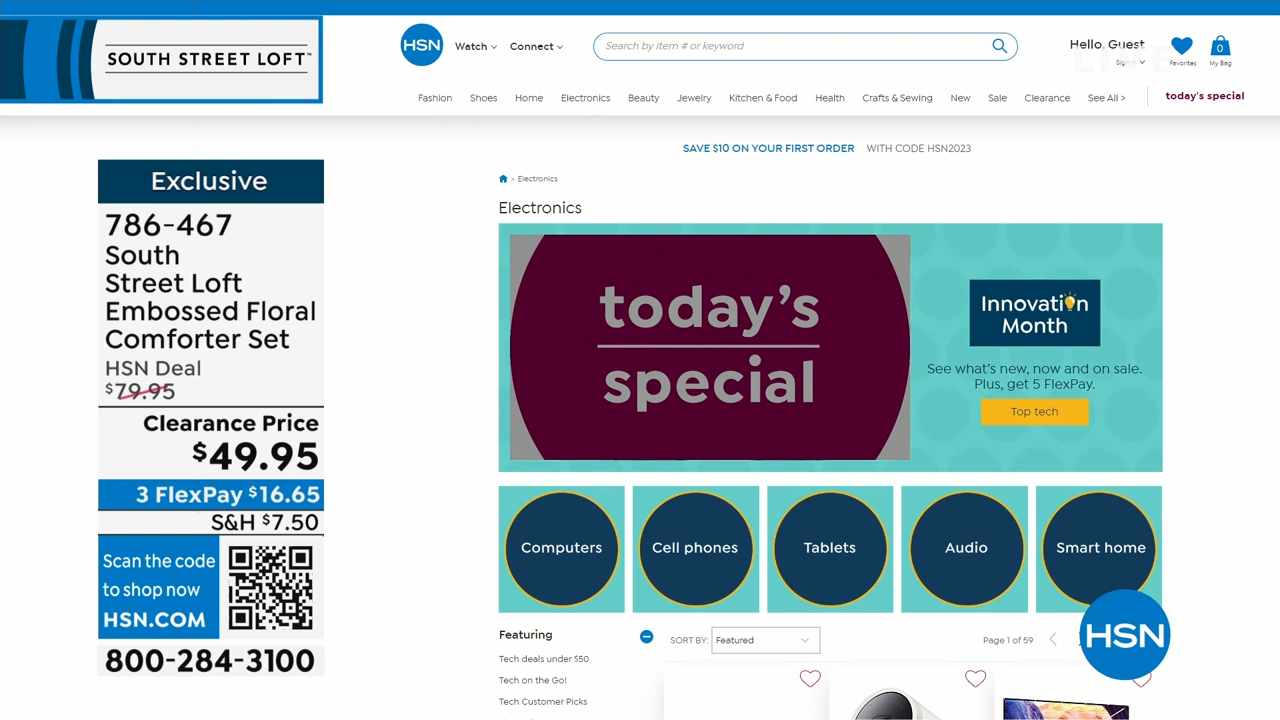 SOUTH STREET LOFT™
HSN
Watch
Connect
Search by item # or keyword
Hello, Guest
Sign In
Favorites
0
My Bag
LIVE
Fashion Shoes Home Electronics Beauty Jewelry Kitchen & Food Health Crafts & Sewing New Sale Clearance See All > today's special
SAVE $10 ON YOUR FIRST ORDER WITH CODE HSN2023
> Electronics
Electronics
Exclusive
786-467
South
Street Loft
Embossed Floral
Comforter Set
HSN Deal
$79.95
Clearance Price
$49.95
3 FlexPay $16.65
S&H $7.50
Scan the code
to shop now
HSN.COM
800-284-3100
today's
special
Innovation
Month
See what's new, now and on sale.
Plus, get 5 FlexPay.
Top tech
Computers Cell phones Tablets Audio Smart home
Featuring
Tech deals under $50
Tech on the Go!
Tech Customer Picks
SORT BY: Featured
Page 1 of 59
HSN